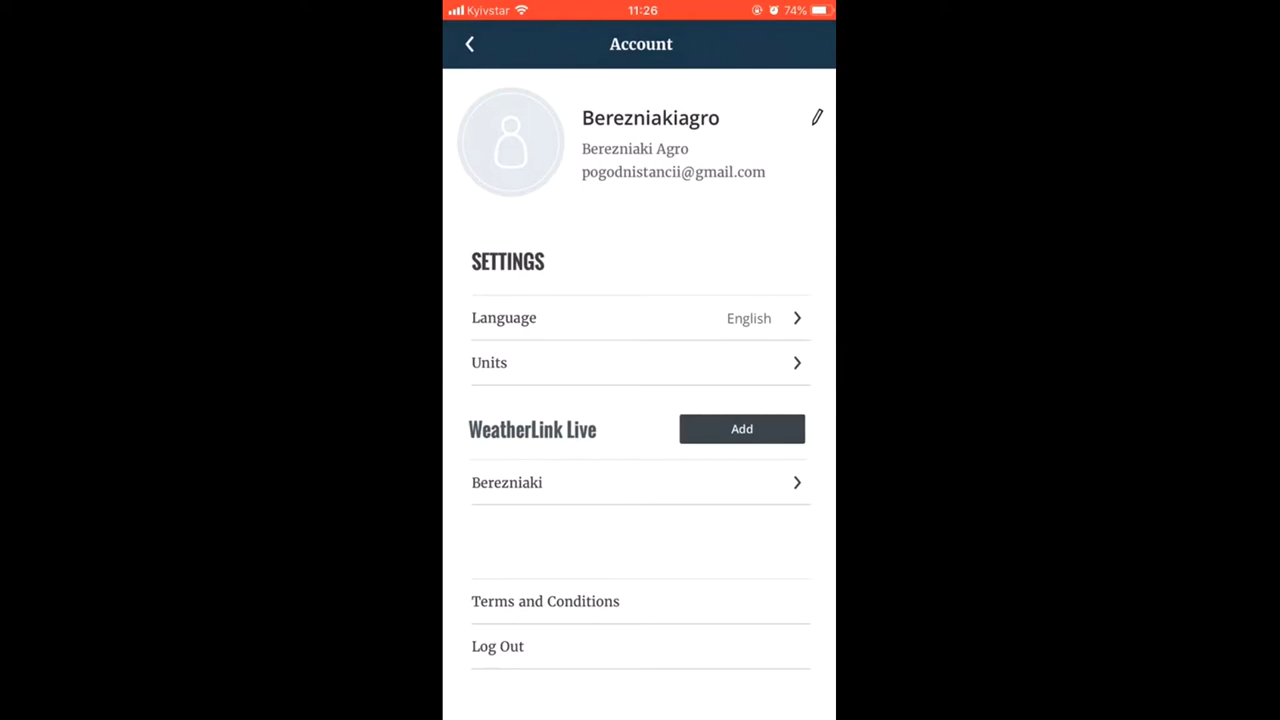 Kyivstar 11:26 74%
Account
Berezniakiagro
Berezniaki Agro
pogodnistancii@gmail.com
SETTINGS
Language English
Units
WeatherLink Live Add
Berezniaki
Terms and Conditions
Log Out